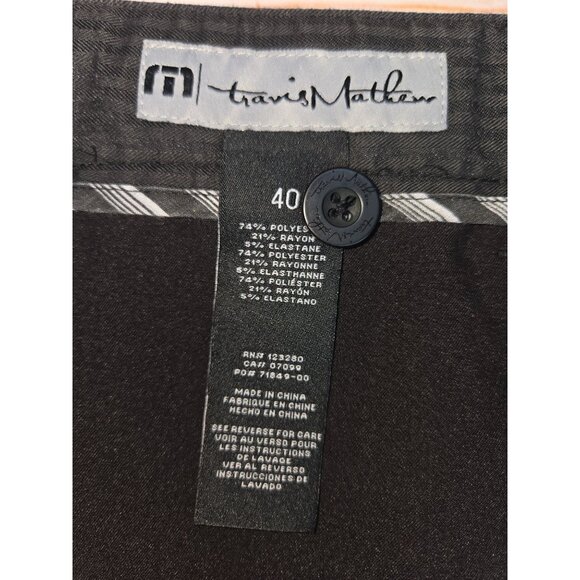 travisMathew
40
74% POLYES
21% RAYON
5% ELASTANE
74% POLYESTER
21% RAYONNE
5% ELASTHANNE
74% POLIÉSTER
21% RAYÓN
5% ELASTANO
RN# 123280
CA# 07099
PO# 71849-00
MADE IN CHINA
FABRIQUE EN CHINE
HECHO EN CHINA
SEE REVERSE FOR CARE
VOIR AU VERSO POUR
LES INSTRUCTIONS
DE LAVAGE
VER AL REVERSO
INSTRUCCIONES DE
LAVADO